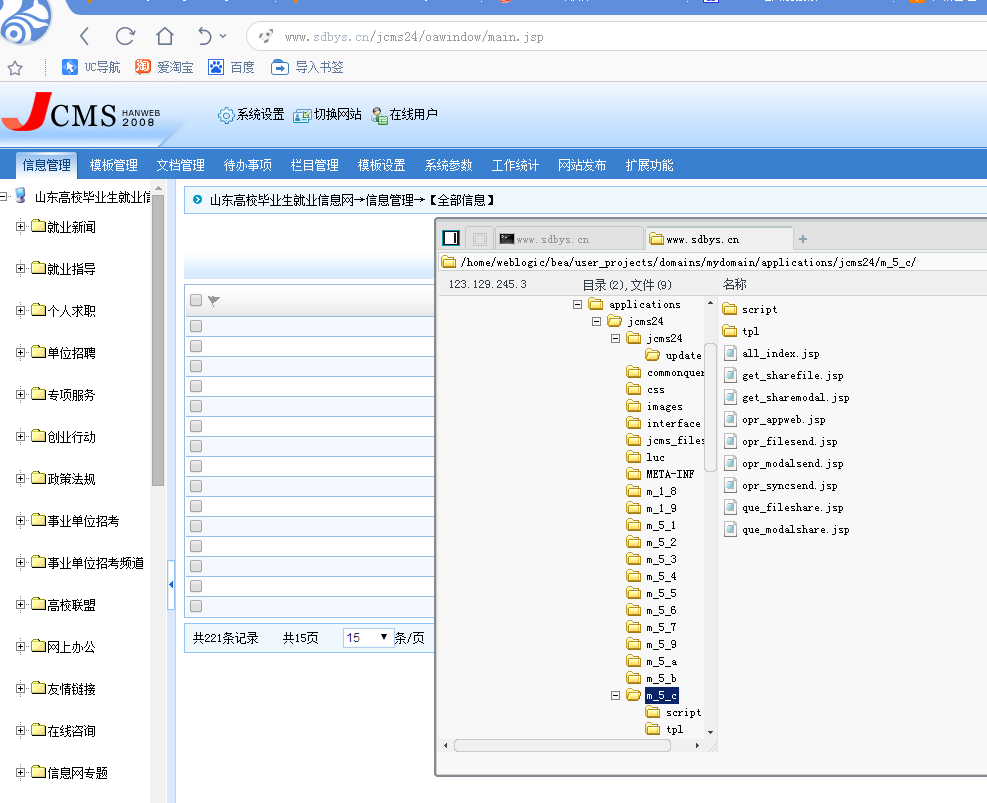 www.sdbys.cn/jcms24/oawindow/main.jsp
UC导航 爱淘宝 百度 导入书签
JCMS HANWEB 2008
系统设置 切换网站 在线用户
信息管理 模板管理 文档管理 待办事项 栏目管理 模板设置 系统参数 工作统计 网站发布 扩展功能
山东高校毕业生就业信
就业新闻
就业指导
个人求职
单位招聘
专项服务
创业行动
政策法规
事业单位招考
事业单位招考频道
高校联盟
网上办公
友情链接
在线咨询
信息网专题
山东高校毕业生就业信息网→信息管理→【全部信息】
共221条记录 共15页 15 条/页
www.sdbys.cn www.sdbys.cn
/home/weblogic/bea/user_projects/domains/mydomain/applications/jcms24/m_5_c/
123.129.245.3 目录(2),文件(9) 名称
applications
jcms24
jcms24
update
commonquer
css
images
interface
jcms_files
luc
META-INF
m_1_8
m_1_9
m_5_1
m_5_2
m_5_3
m_5_4
m_5_5
m_5_6
m_5_7
m_5_9
m_5_a
m_5_b
m_5_c
script
tpl
script
tpl
all_index.jsp
get_sharefile.jsp
get_sharemodal.jsp
opr_appweb.jsp
opr_filesend.jsp
opr_modalsend.jsp
opr_syncsend.jsp
que_fileshare.jsp
que_modalshare.jsp